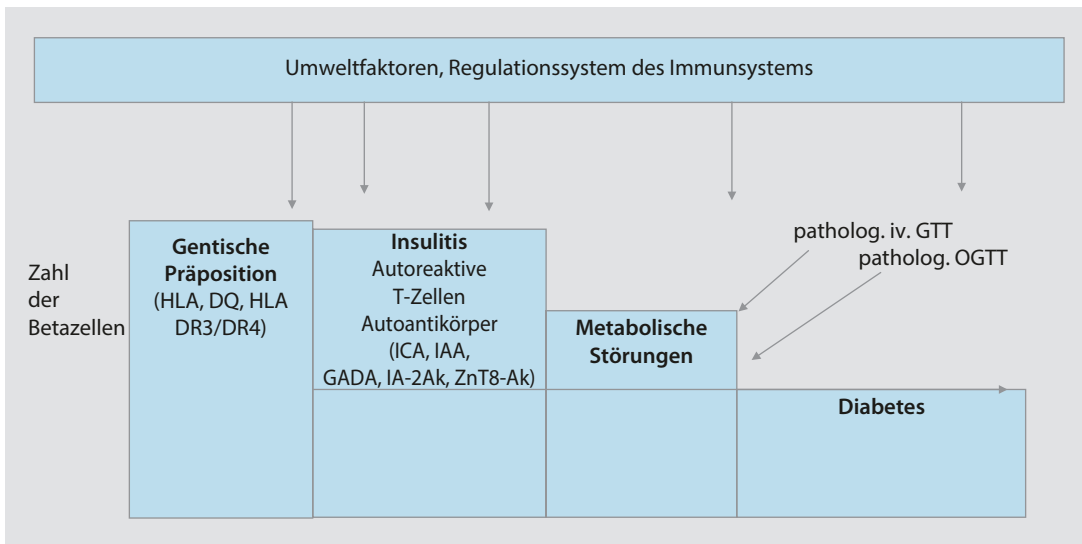 Umweltfaktoren, Regulationssystem des Immunsystems
Zahl
der
Betazellen
Gentische
Präposition
(HLA, DQ, HLA
DR3/DR4)
Insulitis
Autoreaktive
T-Zellen
Autoantikörper
(ICA, IAA,
GADA, IA-2Ak, ZnT8-Ak)
Metabolische
Störungen
patholog. iv. GTT
patholog. OGTT
Diabetes